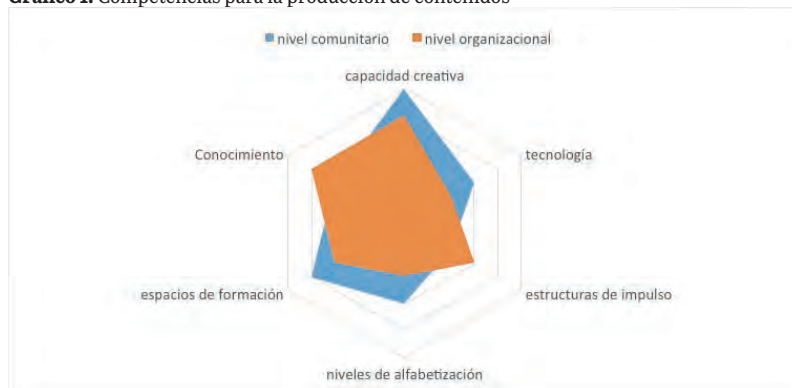 Gráfico 1. Competencias para la producción de contenidos
nivel comunitario nivel organizacional
capacidad creativa
Conocimiento tecnología
espacios de formación estructuras de impulso
niveles de alfabetización